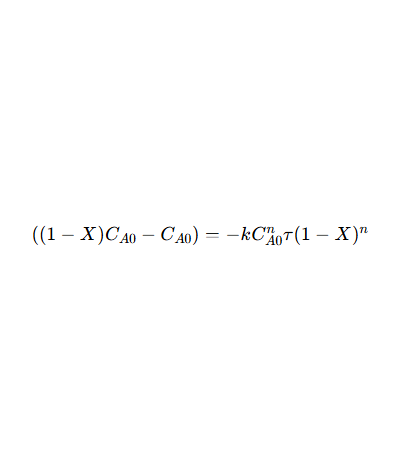 ((1 − X)C_{A0} − C_{A0}) = −kC_{A0}^{n}τ(1 − X)^{n}